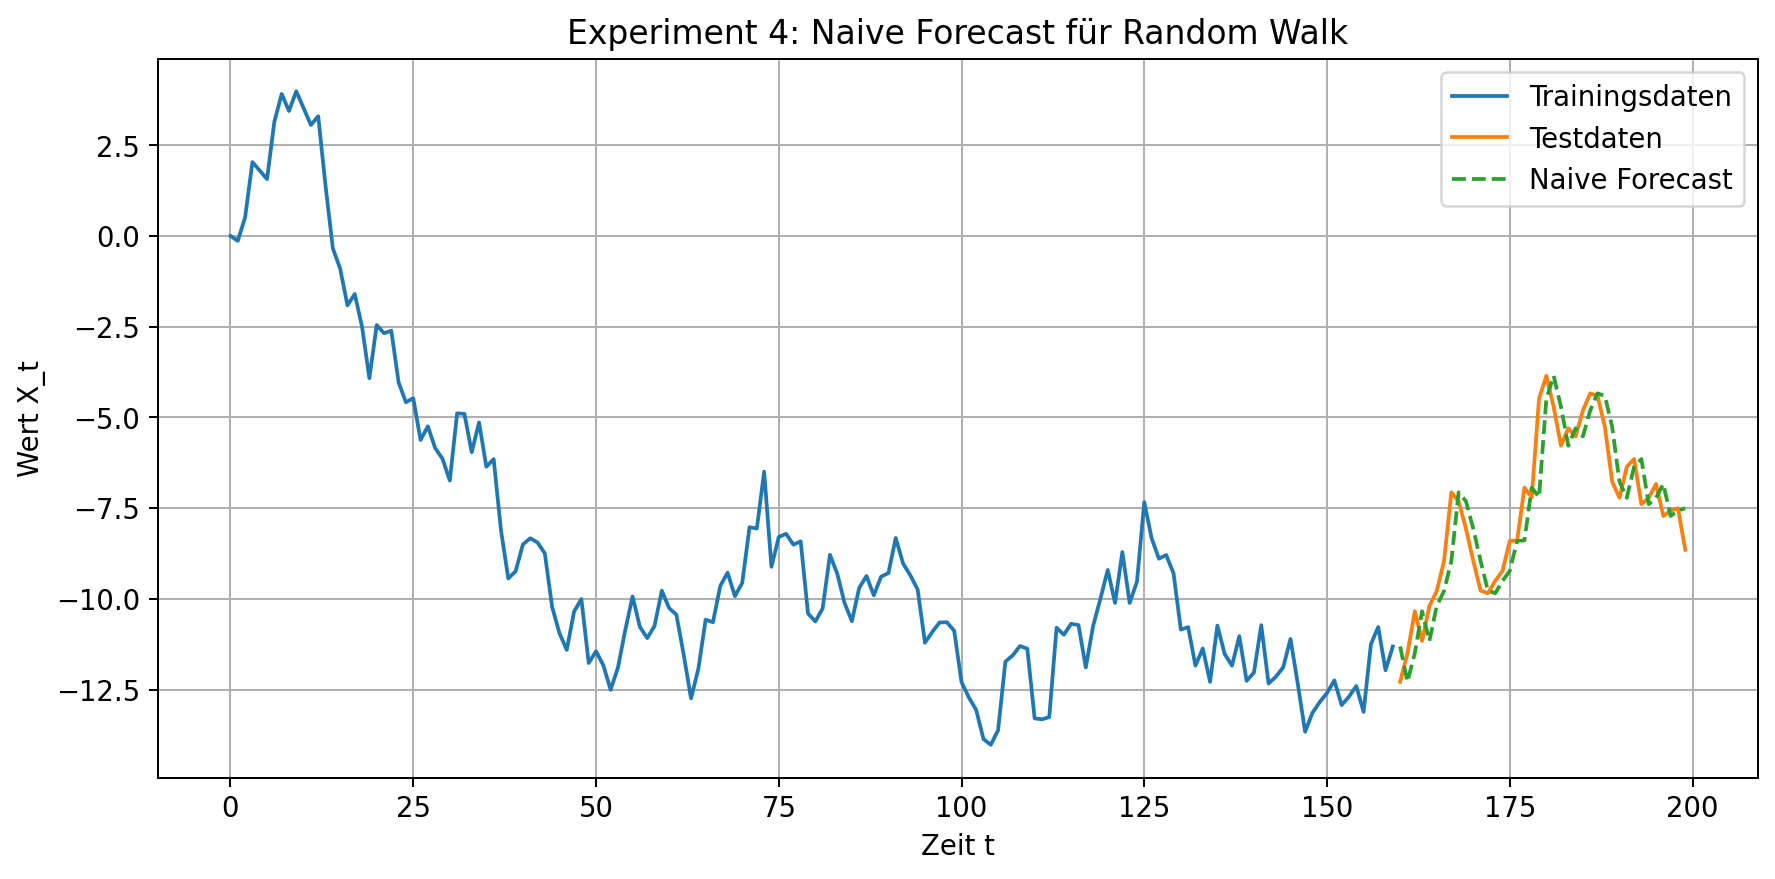 Experiment 4: Naive Forecast für Random Walk
Trainingsdaten
Testdaten
Naive Forecast
Wert X_t
2.5
0.0
−2.5
−5.0
−7.5
−10.0
−12.5
0 25 50 75 100 125 150 175 200
Zeit t